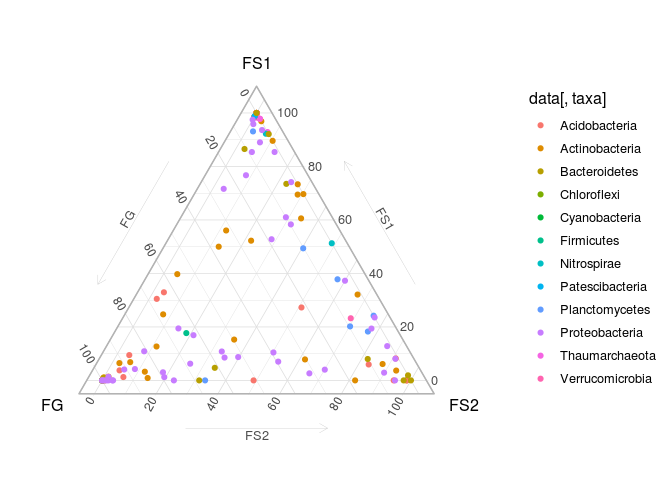 FS1
0
100
20
80
40
60
FG
FS1
60
40
80
20
100
0
FG
FS2
0
20
40
60
80
100
FS2
data[, taxa]
Acidobacteria
Actinobacteria
Bacteroidetes
Chloroflexi
Cyanobacteria
Firmicutes
Nitrospirae
Patescibacteria
Planctomycetes
Proteobacteria
Thaumarchaeota
Verrucomicrobia